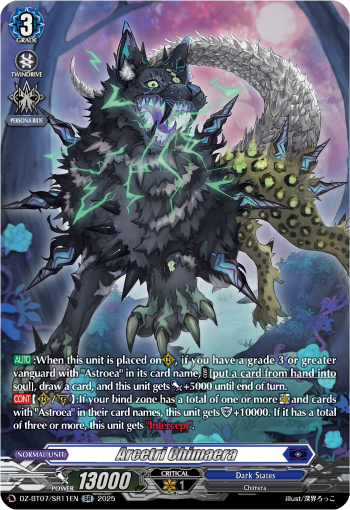 3
GRADE
TWINDRIVE
PERSONA RIDE
AUTO :When this unit is placed on , if you have a grade 3 or greater
vanguard with "Astroea" in its card name, [put a card from hand into
soul], draw a card, and this unit gets +5000 until end of turn.
CONT [ / ]:If your bind zone has a total of one or more and cards
with "Astroea" in their card names, this unit gets +10000. If it has a total
of three or more, this unit gets "Intercept".
NORMAL UNIT
Arcetri Chimaera
POWER 13000
CRITICAL
1
Dark States
Chimera
D DZ-BT07/SR11EN SR 2025
illust/深界ろっこ